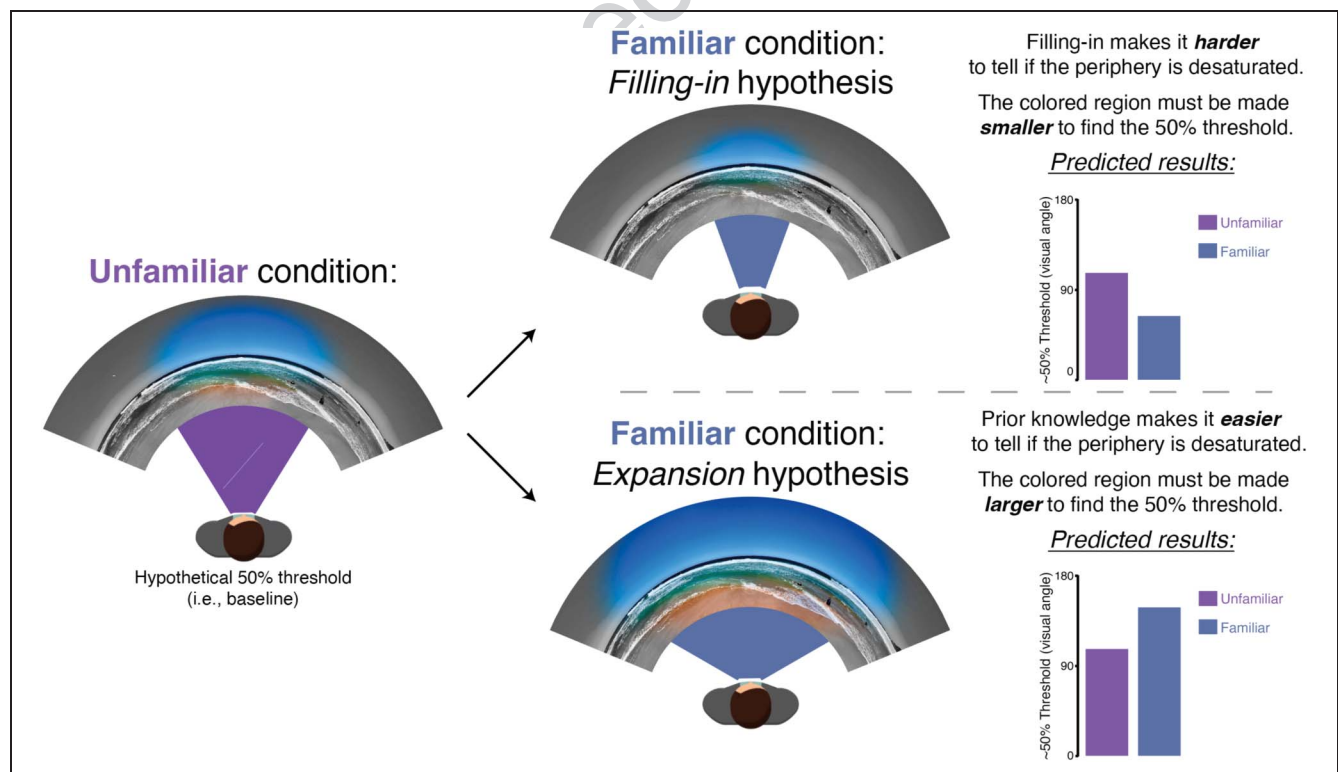 Unfamiliar condition:
Hypothetical 50% threshold
(i.e., baseline)
Familiar condition:
Filling-in hypothesis
Filling-in makes it harder
to tell if the periphery is desaturated.
The colored region must be made
smaller to find the 50% threshold.
Predicted results:
~50% Threshold (visual angle)
180
90
0
Unfamiliar
Familiar
Familiar condition:
Expansion hypothesis
Prior knowledge makes it easier
to tell if the periphery is desaturated.
The colored region must be made
larger to find the 50% threshold.
Predicted results:
~50% Threshold (visual angle)
180
90
0
Unfamiliar
Familiar